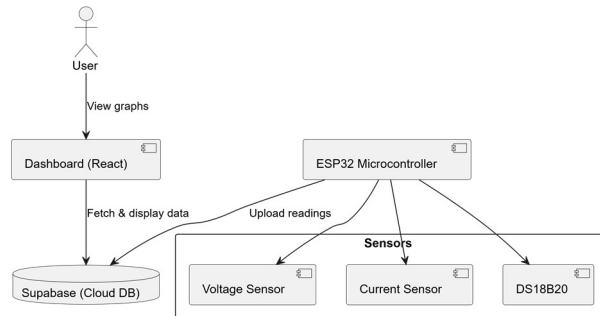 User
View graphs
Dashboard (React)
ESP32 Microcontroller
Fetch & display data
Upload readings
Sensors
Supabase (Cloud DB)
Voltage Sensor
Current Sensor
DS18B20